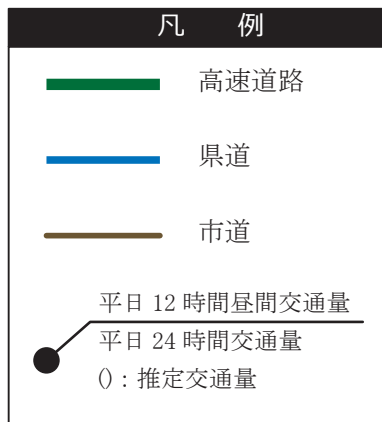 凡　例
高速道路
県道
市道
平日 12 時間昼間交通量
平日 24 時間交通量
()：推定交通量